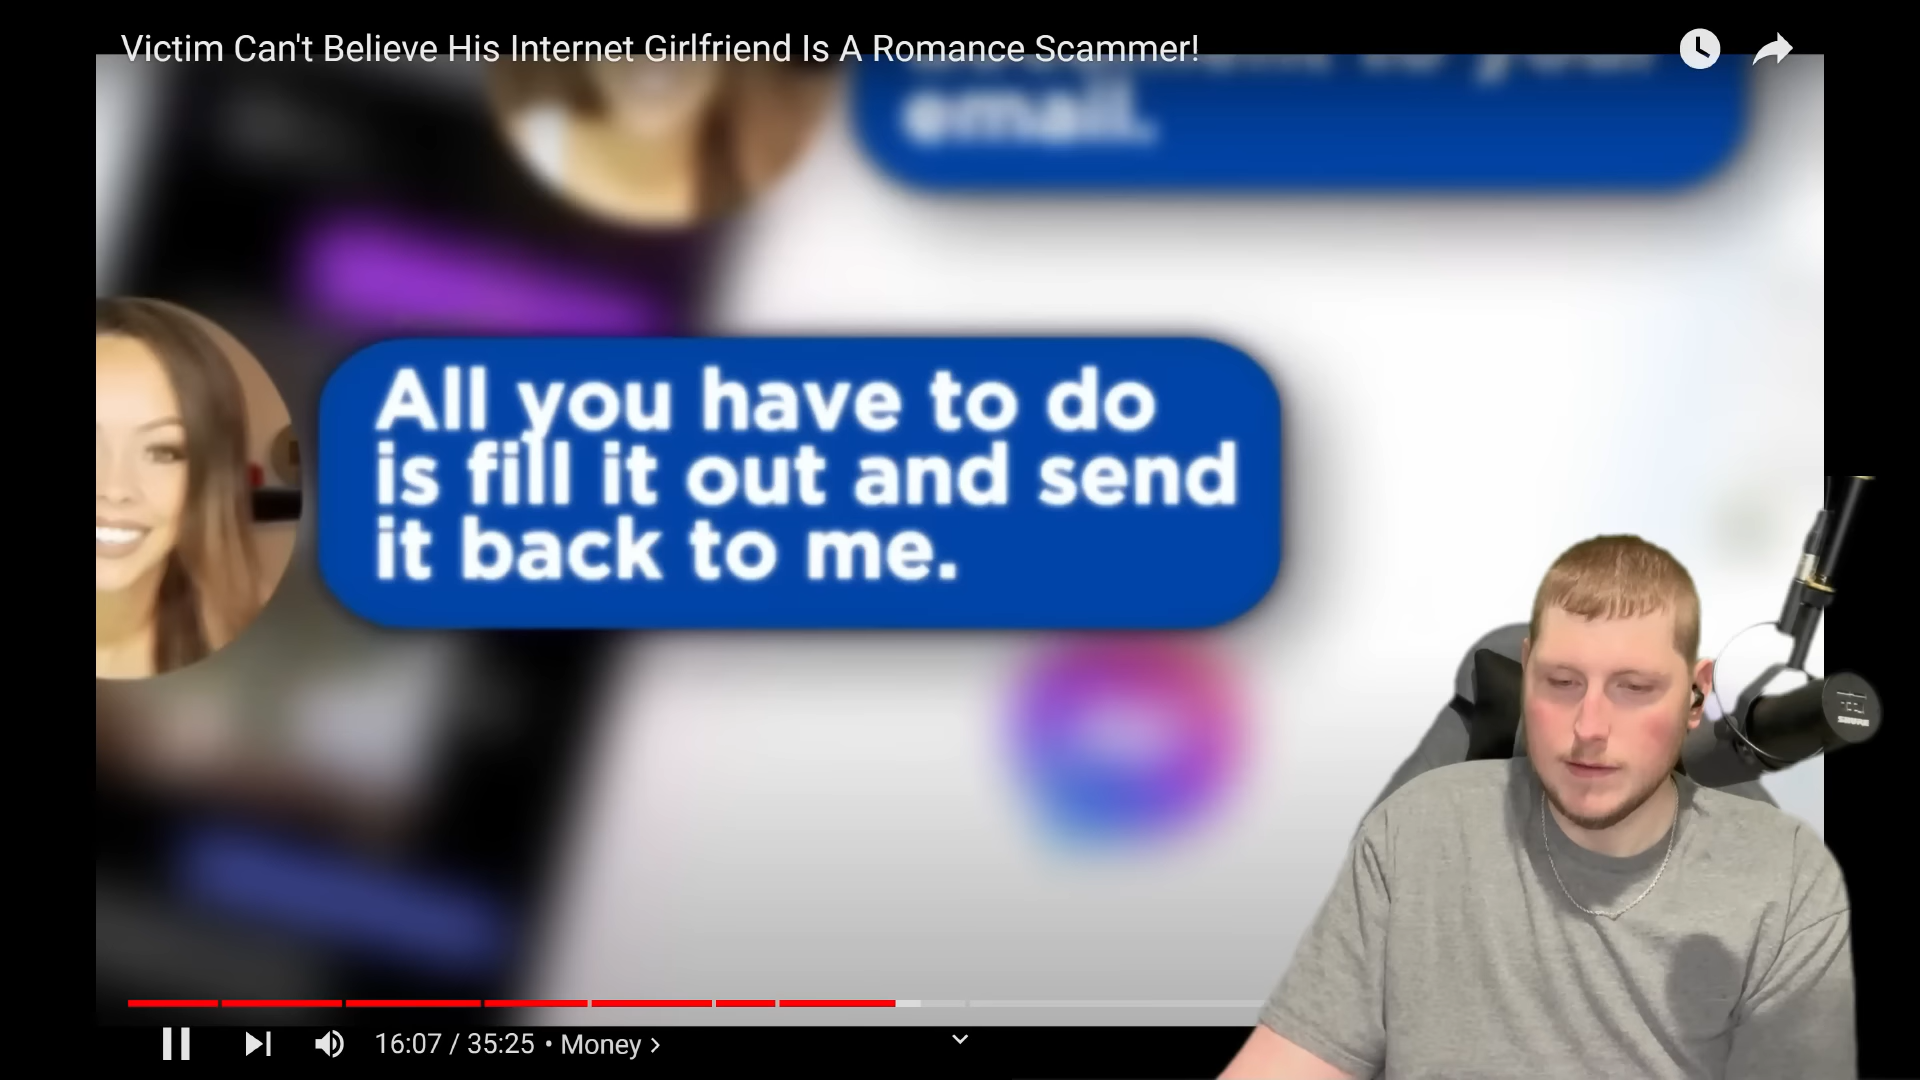 Victim Can't Believe His Internet Girlfriend Is A Romance Scammer!
email.
All you have to do
is fill it out and send
it back to me.
SHURE
16:07 / 35:25 • Money ›